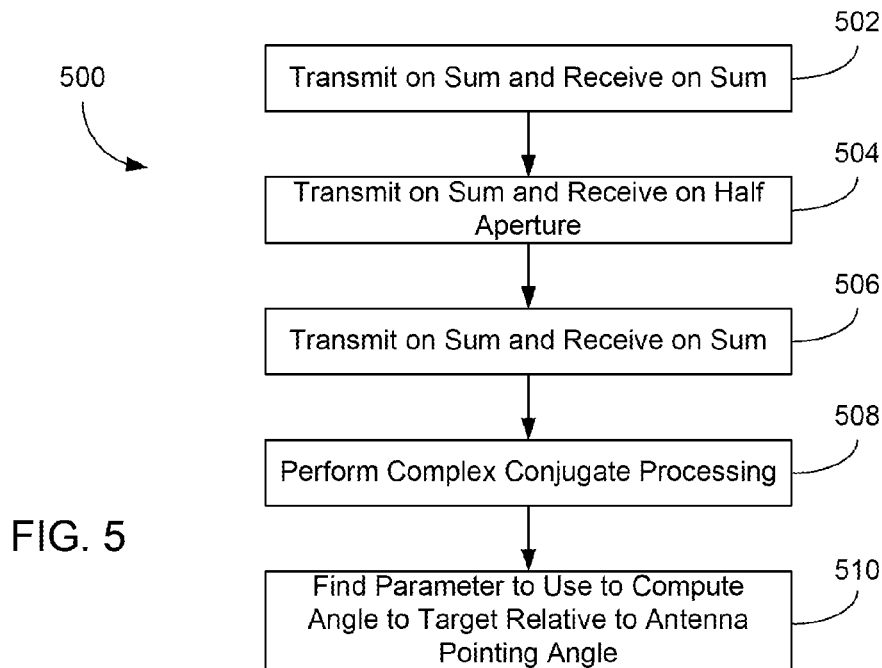 502
500
Transmit on Sum and Receive on Sum
504
Transmit on Sum and Receive on Half
Aperture
506
Transmit on Sum and Receive on Sum
508
Perform Complex Conjugate Processing
FIG. 5
510
Find Parameter to Use to Compute
Angle to Target Relative to Antenna
Pointing Angle